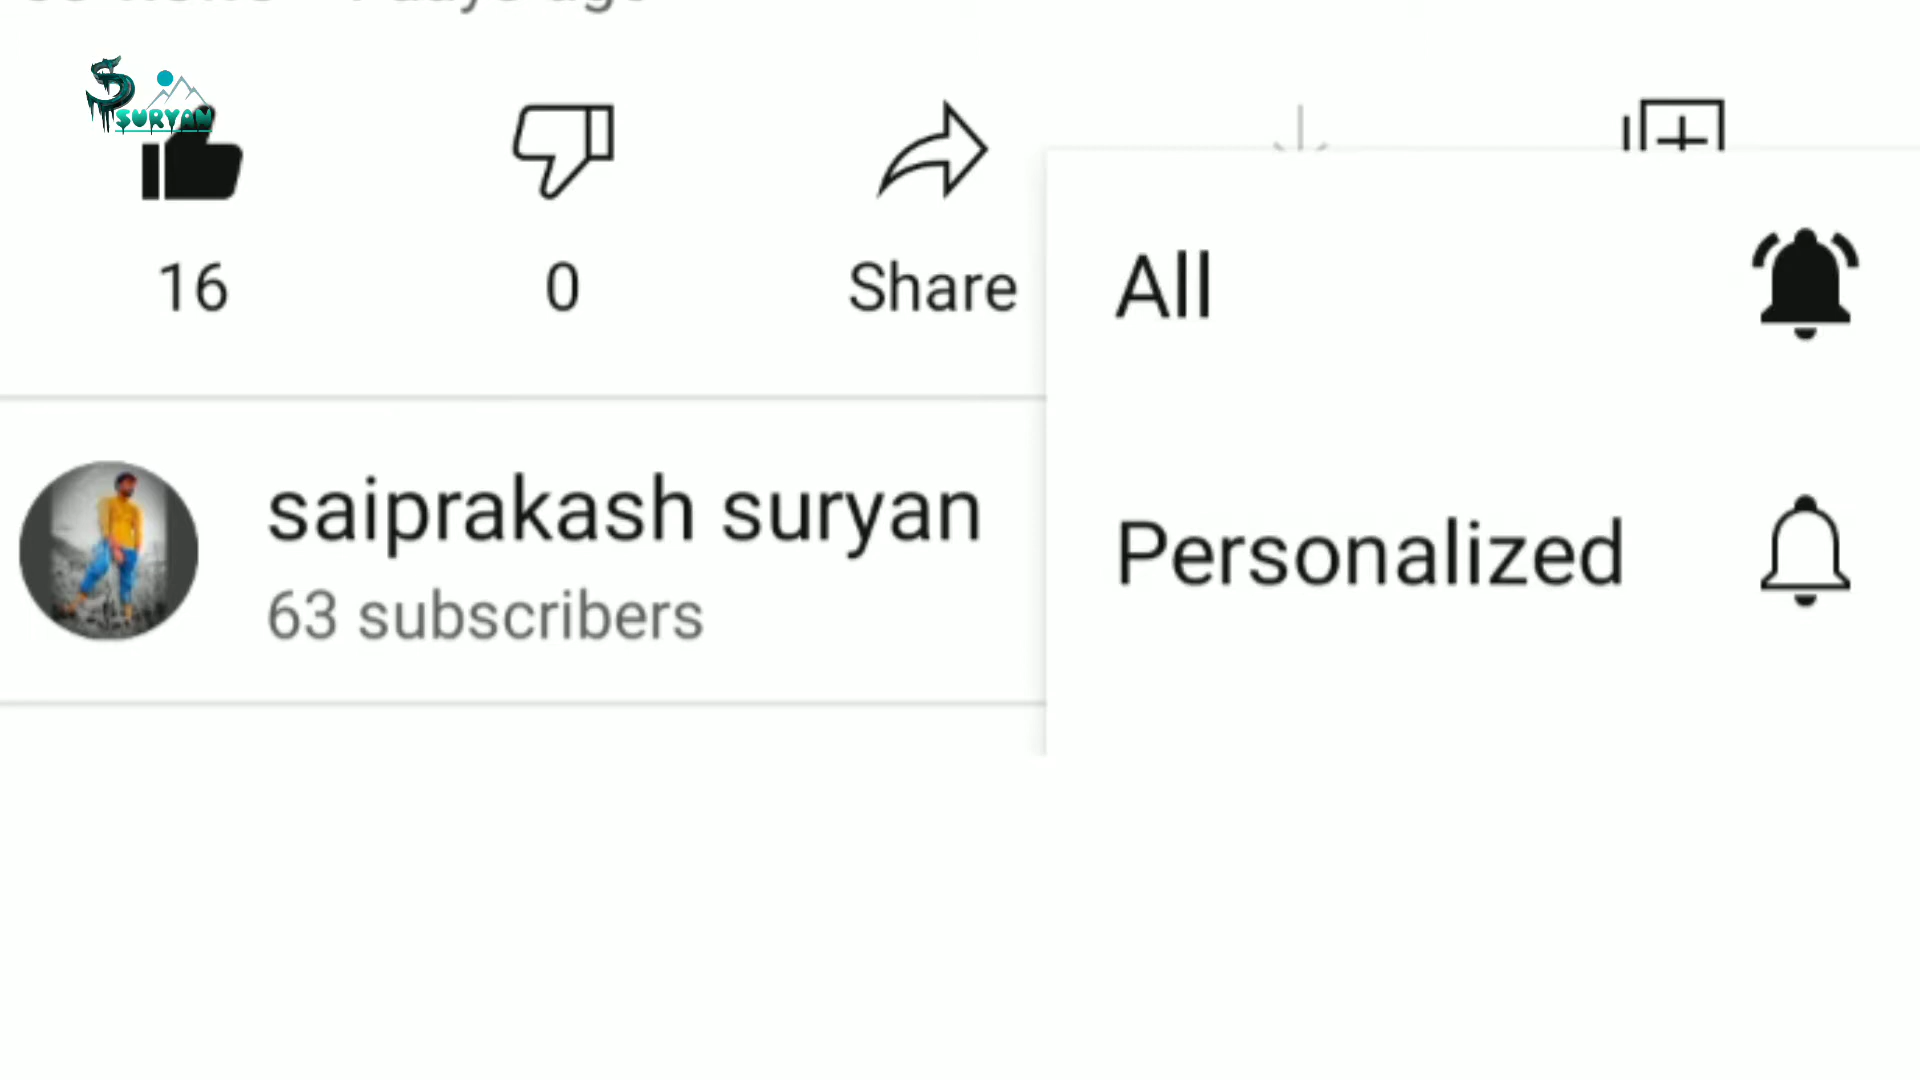 SURYAN
16
0
Share
All
saiprakash suryan
63 subscribers
Personalized